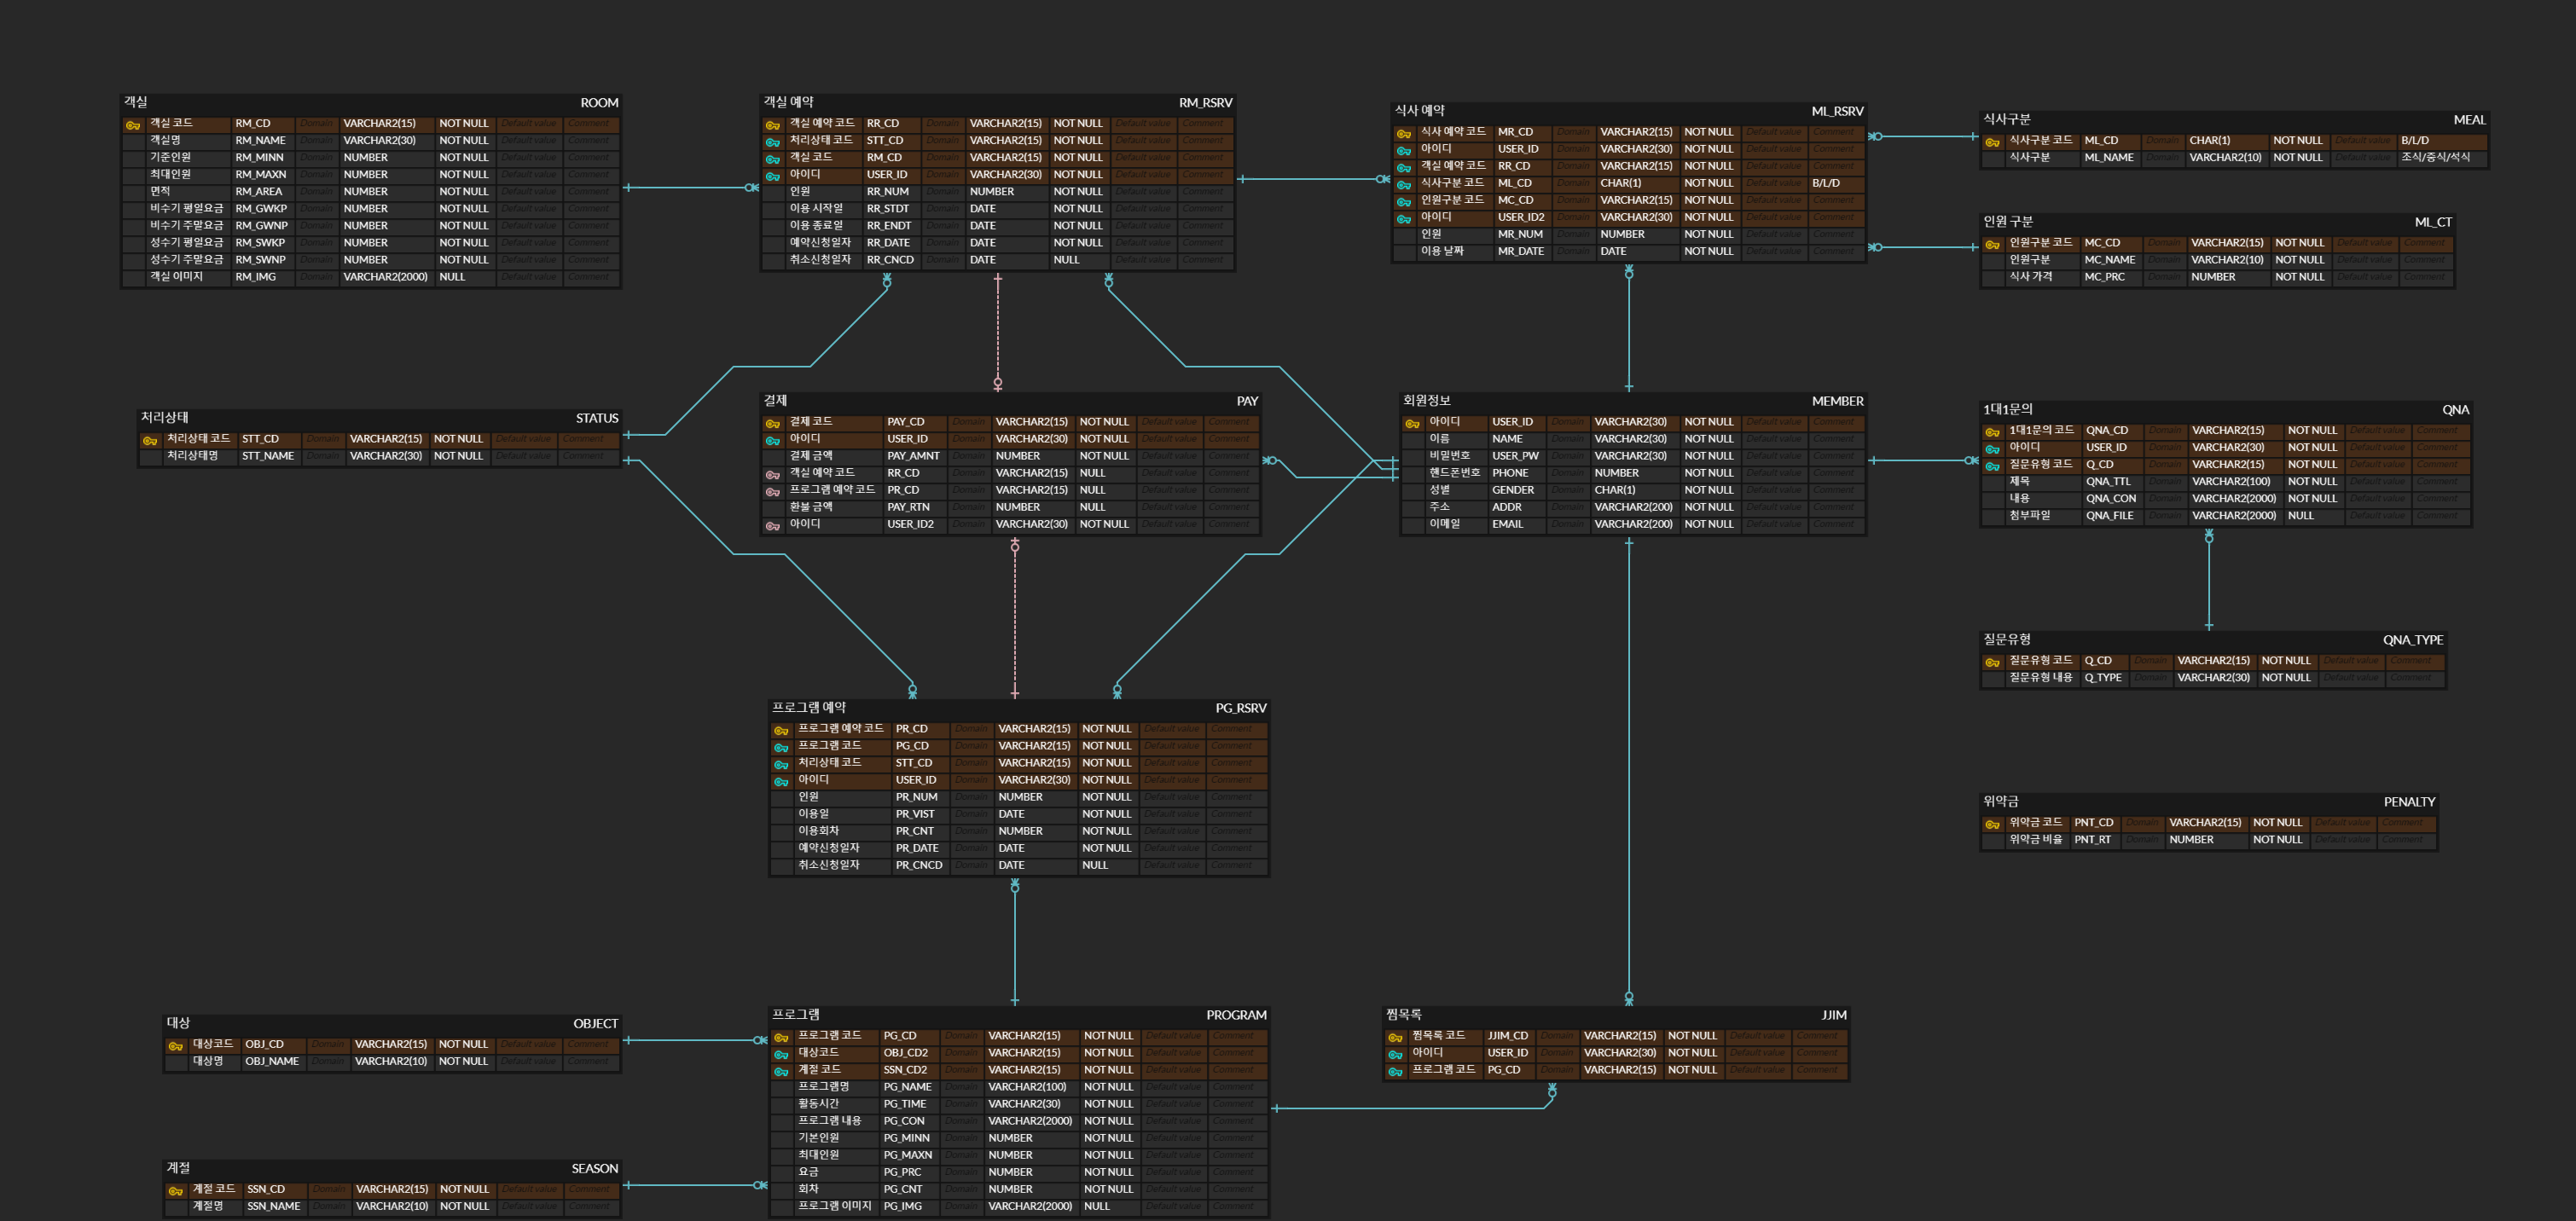 객실 ROOM
객실 코드 RM_CD Domain VARCHAR2(15) NOT NULL Default value Comment
객실명 RM_NAME Domain VARCHAR2(30) NOT NULL Default value Comment
기준인원 RM_MINN Domain NUMBER NOT NULL Default value Comment
최대인원 RM_MAXN Domain NUMBER NOT NULL Default value Comment
면적 RM_AREA Domain NUMBER NOT NULL Default value Comment
비수기 평일요금 RM_GWKP Domain NUMBER NOT NULL Default value Comment
비수기 주말요금 RM_GWNP Domain NUMBER NOT NULL Default value Comment
성수기 평일요금 RM_SWKP Domain NUMBER NOT NULL Default value Comment
성수기 주말요금 RM_SWNP Domain NUMBER NOT NULL Default value Comment
객실 이미지 RM_IMG Domain VARCHAR2(2000) NULL Default value Comment
객실 예약 RM_RSRV
객실 예약 코드 RR_CD Domain VARCHAR2(15) NOT NULL Default value Comment
처리상태 코드 STT_CD Domain VARCHAR2(15) NOT NULL Default value Comment
객실 코드 RM_CD Domain VARCHAR2(15) NOT NULL Default value Comment
아이디 USER_ID Domain VARCHAR2(30) NOT NULL Default value Comment
인원 RR_NUM Domain NUMBER NOT NULL Default value Comment
이용 시작일 RR_STDT Domain DATE NOT NULL Default value Comment
이용 종료일 RR_ENDT Domain DATE NOT NULL Default value Comment
예약신청일자 RR_DATE Domain DATE NOT NULL Default value Comment
취소신청일자 RR_CNCD Domain DATE NULL Default value Comment
식사 예약 ML_RSRV
식사 예약 코드 MR_CD Domain VARCHAR2(15) NOT NULL Default value Comment
아이디 USER_ID Domain VARCHAR2(30) NOT NULL Default value Comment
객실 예약 코드 RR_CD Domain VARCHAR2(15) NOT NULL Default value Comment
식사구분 코드 ML_CD Domain CHAR(1) NOT NULL Default value B/L/D
인원구분 코드 MC_CD Domain VARCHAR2(15) NOT NULL Default value Comment
아이디 USER_ID2 Domain VARCHAR2(30) NOT NULL Default value Comment
인원 MR_NUM Domain NUMBER NOT NULL Default value Comment
이용 날짜 MR_DATE Domain DATE NOT NULL Default value Comment
식사구분 MEAL
식사구분 코드 ML_CD Domain CHAR(1) NOT NULL Default value B/L/D
식사구분 ML_NAME Domain VARCHAR2(10) NOT NULL Default value 조식/중식/석식
인원 구분 ML_CT
인원구분 코드 MC_CD Domain VARCHAR2(15) NOT NULL Default value Comment
인원구분 MC_NAME Domain VARCHAR2(10) NOT NULL Default value Comment
식사 가격 MC_PRC Domain NUMBER NOT NULL Default value Comment
처리상태 STATUS
처리상태 코드 STT_CD Domain VARCHAR2(15) NOT NULL Default value Comment
처리상태명 STT_NAME Domain VARCHAR2(30) NOT NULL Default value Comment
결제 PAY
결제 코드 PAY_CD Domain VARCHAR2(15) NOT NULL Default value Comment
아이디 USER_ID Domain VARCHAR2(30) NOT NULL Default value Comment
결제 금액 PAY_AMNT Domain NUMBER NOT NULL Default value Comment
객실 예약 코드 RR_CD Domain VARCHAR2(15) NULL Default value Comment
프로그램 예약 코드 PR_CD Domain VARCHAR2(15) NULL Default value Comment
환불 금액 PAY_RTN Domain NUMBER NULL Default value Comment
아이디 USER_ID2 Domain VARCHAR2(30) NOT NULL Default value Comment
회원정보 MEMBER
아이디 USER_ID Domain VARCHAR2(30) NOT NULL Default value Comment
이름 NAME Domain VARCHAR2(30) NOT NULL Default value Comment
비밀번호 USER_PW Domain VARCHAR2(30) NOT NULL Default value Comment
핸드폰번호 PHONE Domain NUMBER NOT NULL Default value Comment
성별 GENDER Domain CHAR(1) NOT NULL Default value Comment
주소 ADDR Domain VARCHAR2(200) NOT NULL Default value Comment
이메일 EMAIL Domain VARCHAR2(200) NOT NULL Default value Comment
1대1문의 QNA
1대1문의 코드 QNA_CD Domain VARCHAR2(15) NOT NULL Default value Comment
아이디 USER_ID Domain VARCHAR2(30) NOT NULL Default value Comment
질문유형 코드 Q_CD Domain VARCHAR2(15) NOT NULL Default value Comment
제목 QNA_TTL Domain VARCHAR2(100) NOT NULL Default value Comment
내용 QNA_CON Domain VARCHAR2(2000) NOT NULL Default value Comment
첨부파일 QNA_FILE Domain VARCHAR2(2000) NULL Default value Comment
질문유형 QNA_TYPE
질문유형 코드 Q_CD Domain VARCHAR2(15) NOT NULL Default value Comment
질문유형 내용 Q_TYPE Domain VARCHAR2(30) NOT NULL Default value Comment
프로그램 예약 PG_RSRV
프로그램 예약 코드 PR_CD Domain VARCHAR2(15) NOT NULL Default value Comment
프로그램 코드 PG_CD Domain VARCHAR2(15) NOT NULL Default value Comment
처리상태 코드 STT_CD Domain VARCHAR2(15) NOT NULL Default value Comment
아이디 USER_ID Domain VARCHAR2(30) NOT NULL Default value Comment
인원 PR_NUM Domain NUMBER NOT NULL Default value Comment
이용일 PR_VIST Domain DATE NOT NULL Default value Comment
이용회차 PR_CNT Domain NUMBER NOT NULL Default value Comment
예약신청일자 PR_DATE Domain DATE NOT NULL Default value Comment
취소신청일자 PR_CNCD Domain DATE NULL Default value Comment
위약금 PENALTY
위약금 코드 PNT_CD Domain VARCHAR2(15) NOT NULL Default value Comment
위약금 비율 PNT_RT Domain NUMBER NOT NULL Default value Comment
대상 OBJECT
대상코드 OBJ_CD Domain VARCHAR2(15) NOT NULL Default value Comment
대상명 OBJ_NAME Domain VARCHAR2(10) NOT NULL Default value Comment
프로그램 PROGRAM
프로그램 코드 PG_CD Domain VARCHAR2(15) NOT NULL Default value Comment
대상코드 OBJ_CD2 Domain VARCHAR2(15) NOT NULL Default value Comment
계절 코드 SSN_CD2 Domain VARCHAR2(15) NOT NULL Default value Comment
프로그램명 PG_NAME Domain VARCHAR2(100) NOT NULL Default value Comment
활동시간 PG_TIME Domain VARCHAR2(30) NOT NULL Default value Comment
프로그램 내용 PG_CON Domain VARCHAR2(2000) NOT NULL Default value Comment
기본인원 PG_MINN Domain NUMBER NOT NULL Default value Comment
최대인원 PG_MAXN Domain NUMBER NOT NULL Default value Comment
요금 PG_PRC Domain NUMBER NOT NULL Default value Comment
회차 PG_CNT Domain NUMBER NOT NULL Default value Comment
프로그램 이미지 PG_IMG Domain VARCHAR2(2000) NULL Default value Comment
찜목록 JJIM
찜목록 코드 JJIM_CD Domain VARCHAR2(15) NOT NULL Default value Comment
아이디 USER_ID Domain VARCHAR2(30) NOT NULL Default value Comment
프로그램 코드 PG_CD Domain VARCHAR2(15) NOT NULL Default value Comment
계절 SEASON
계절 코드 SSN_CD Domain VARCHAR2(15) NOT NULL Default value Comment
계절명 SSN_NAME Domain VARCHAR2(10) NOT NULL Default value Comment